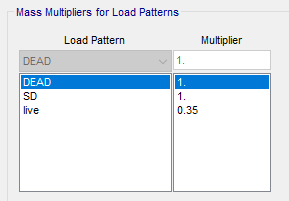 Mass Multipliers for Load Patterns
Load Pattern Multiplier
DEAD 1.
DEAD 1.
SD 1.
live 0.35